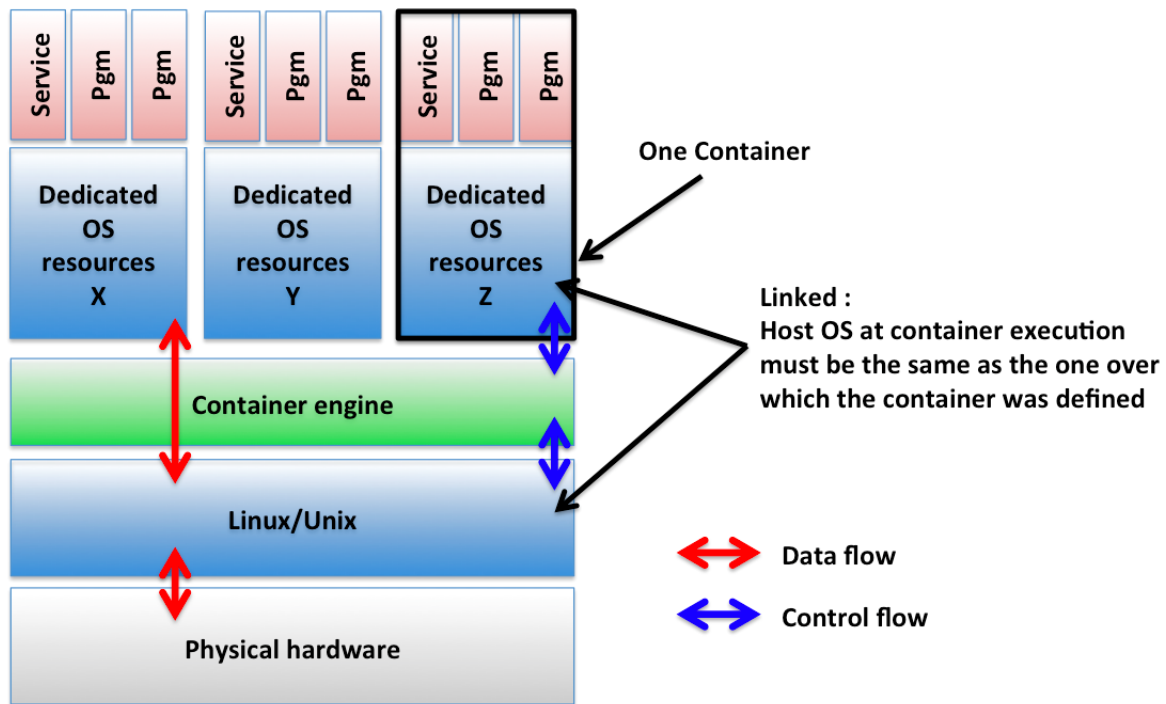 Service
Pgm
Pgm
Service
Pgm
Pgm
Service
Pgm
Pgm
One Container
Dedicated
OS
resources
X
Dedicated
OS
resources
Y
Dedicated
OS
resources
Z
Linked :
Host OS at container execution
must be the same as the one over
which the container was defined
Container engine
Linux/Unix
Data flow
Control flow
Physical hardware